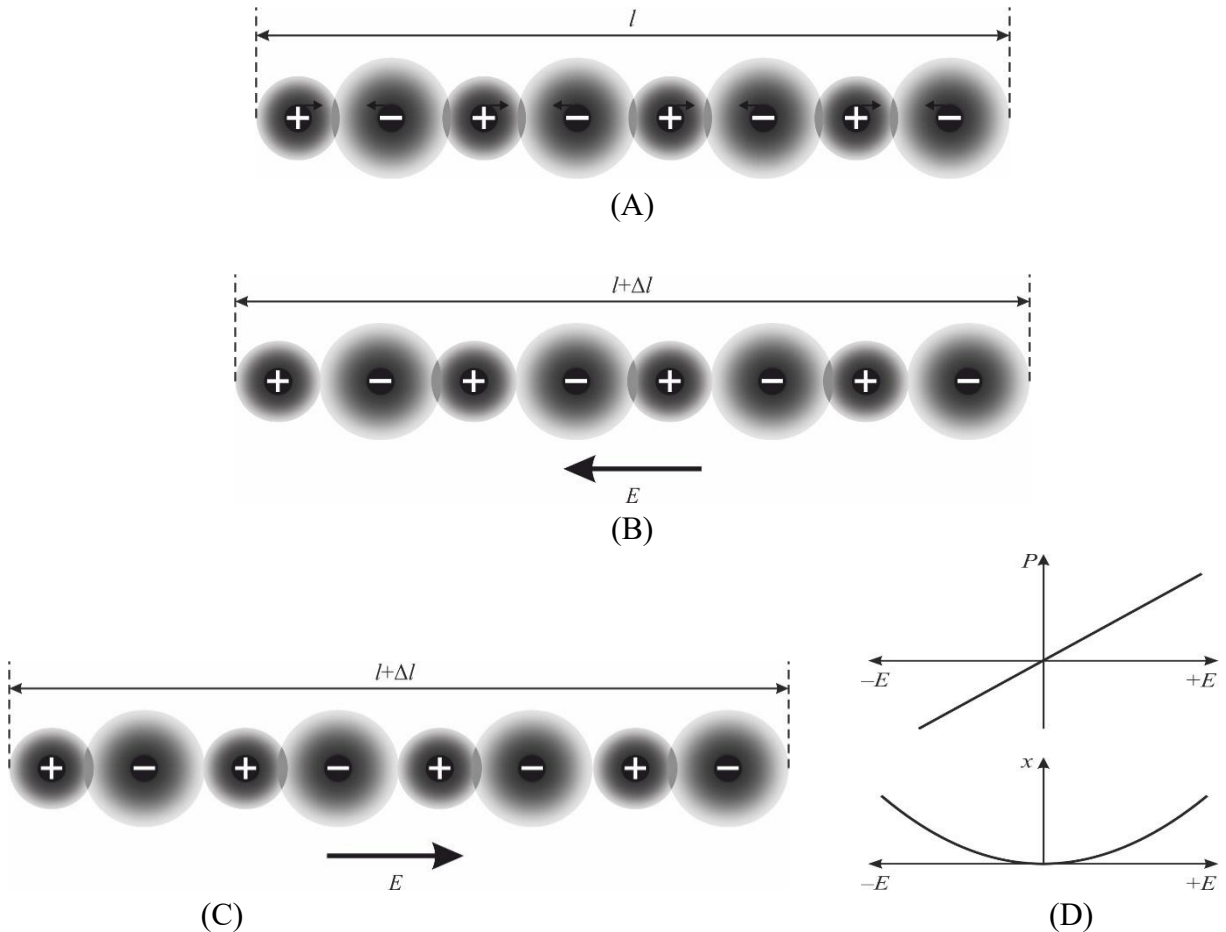 l
+ − + − + − + −
(A)
l+Δl
+ − + − + − + −
E
(B)
l+Δl
+ − + − + − + −
E
(C)
P
−E +E
x
−E +E
(D)